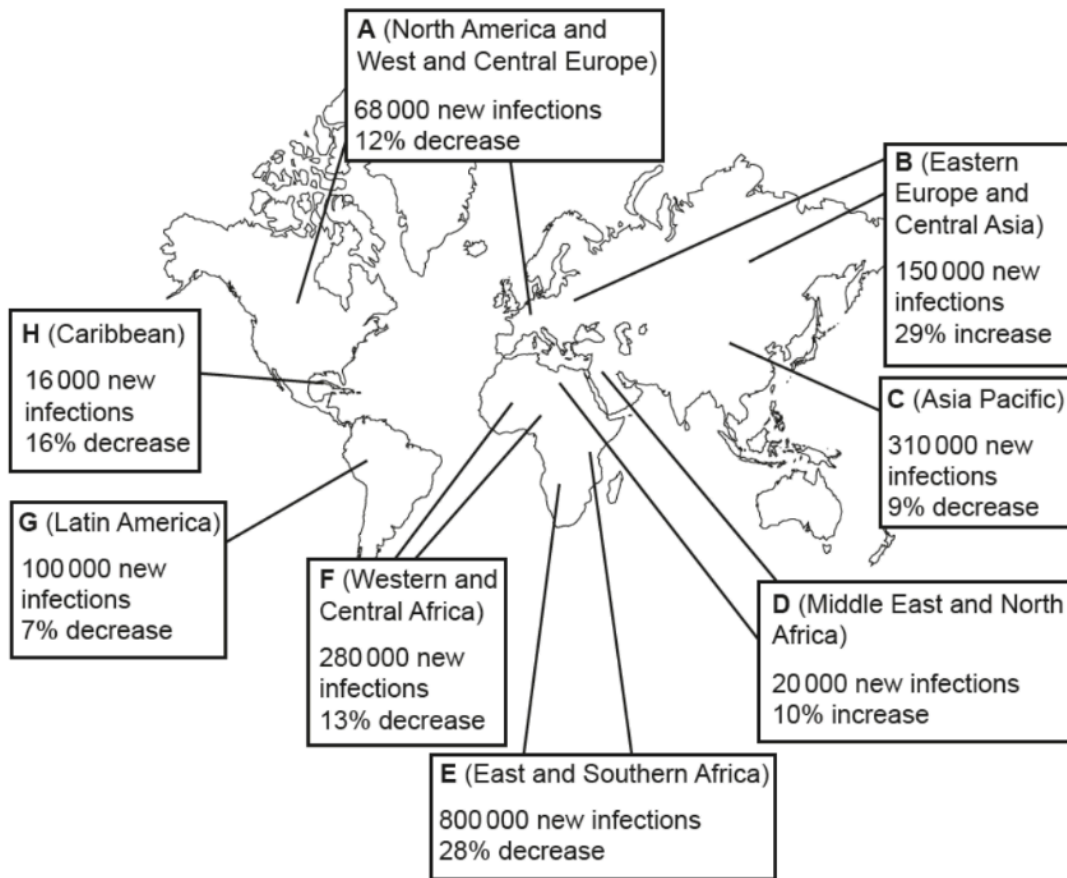 A (North America and
West and Central Europe)
68 000 new infections
12% decrease
B (Eastern
Europe and
Central Asia)
150 000 new
infections
29% increase
H (Caribbean)
16 000 new
infections
16% decrease
C (Asia Pacific)
310 000 new
infections
9% decrease
G (Latin America)
100 000 new
infections
7% decrease
F (Western and
Central Africa)
280 000 new
infections
13% decrease
D (Middle East and North
Africa)
20 000 new infections
10% increase
E (East and Southern Africa)
800 000 new infections
28% decrease